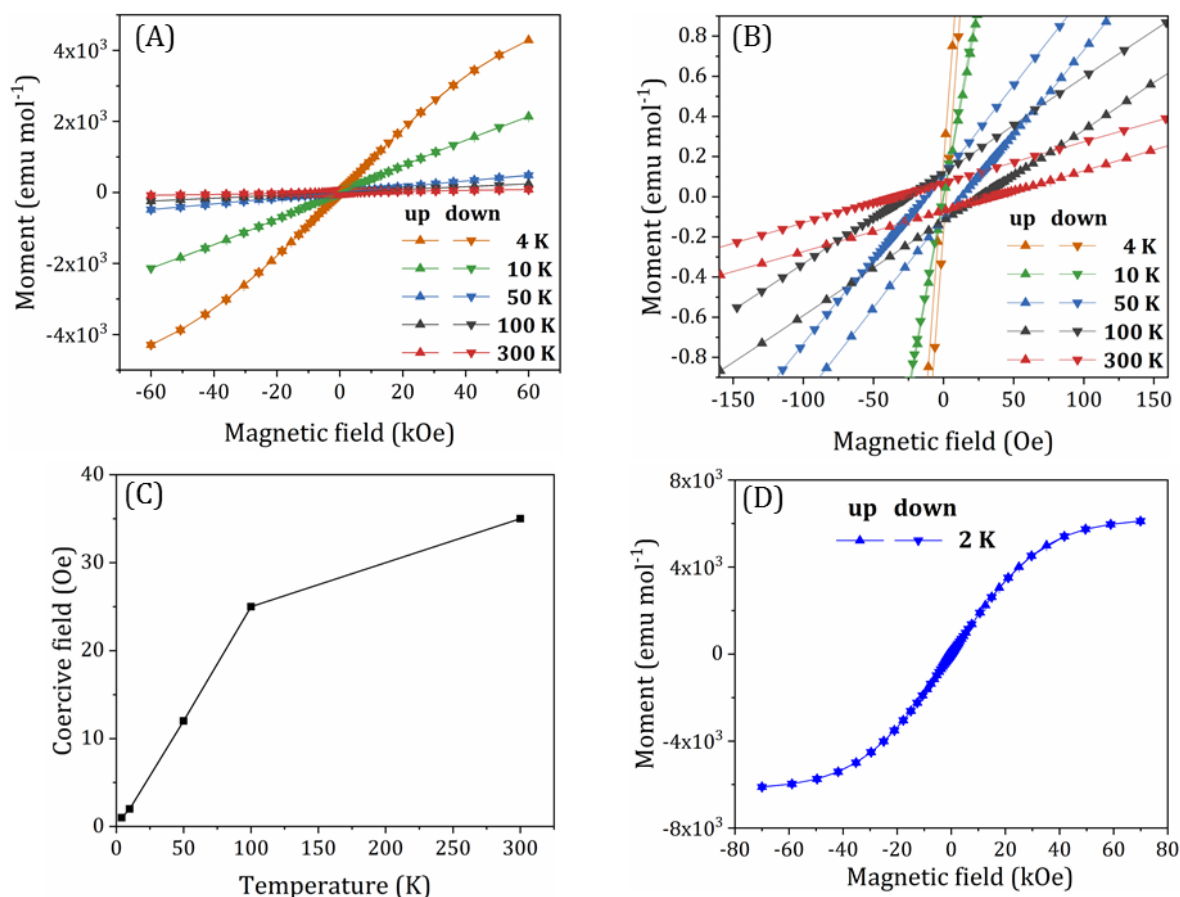 (A)
4x10³
2x10³
0
-2x10³
-4x10³
Moment (emu mol⁻¹)
up down
4 K
10 K
50 K
100 K
300 K
-60 -40 -20 0 20 40 60
Magnetic field (kOe)
(B)
0.8
0.6
0.4
0.2
0.0
-0.2
-0.4
-0.6
-0.8
Moment (emu mol⁻¹)
up down
4 K
10 K
50 K
100 K
300 K
-150 -100 -50 0 50 100 150
Magnetic field (Oe)
(C)
40
30
20
10
0
Coercive field (Oe)
0 50 100 150 200 250 300
Temperature (K)
(D)
8x10³
4x10³
0
-4x10³
-8x10³
Moment (emu mol⁻¹)
up down
2 K
-80 -60 -40 -20 0 20 40 60 80
Magnetic field (kOe)